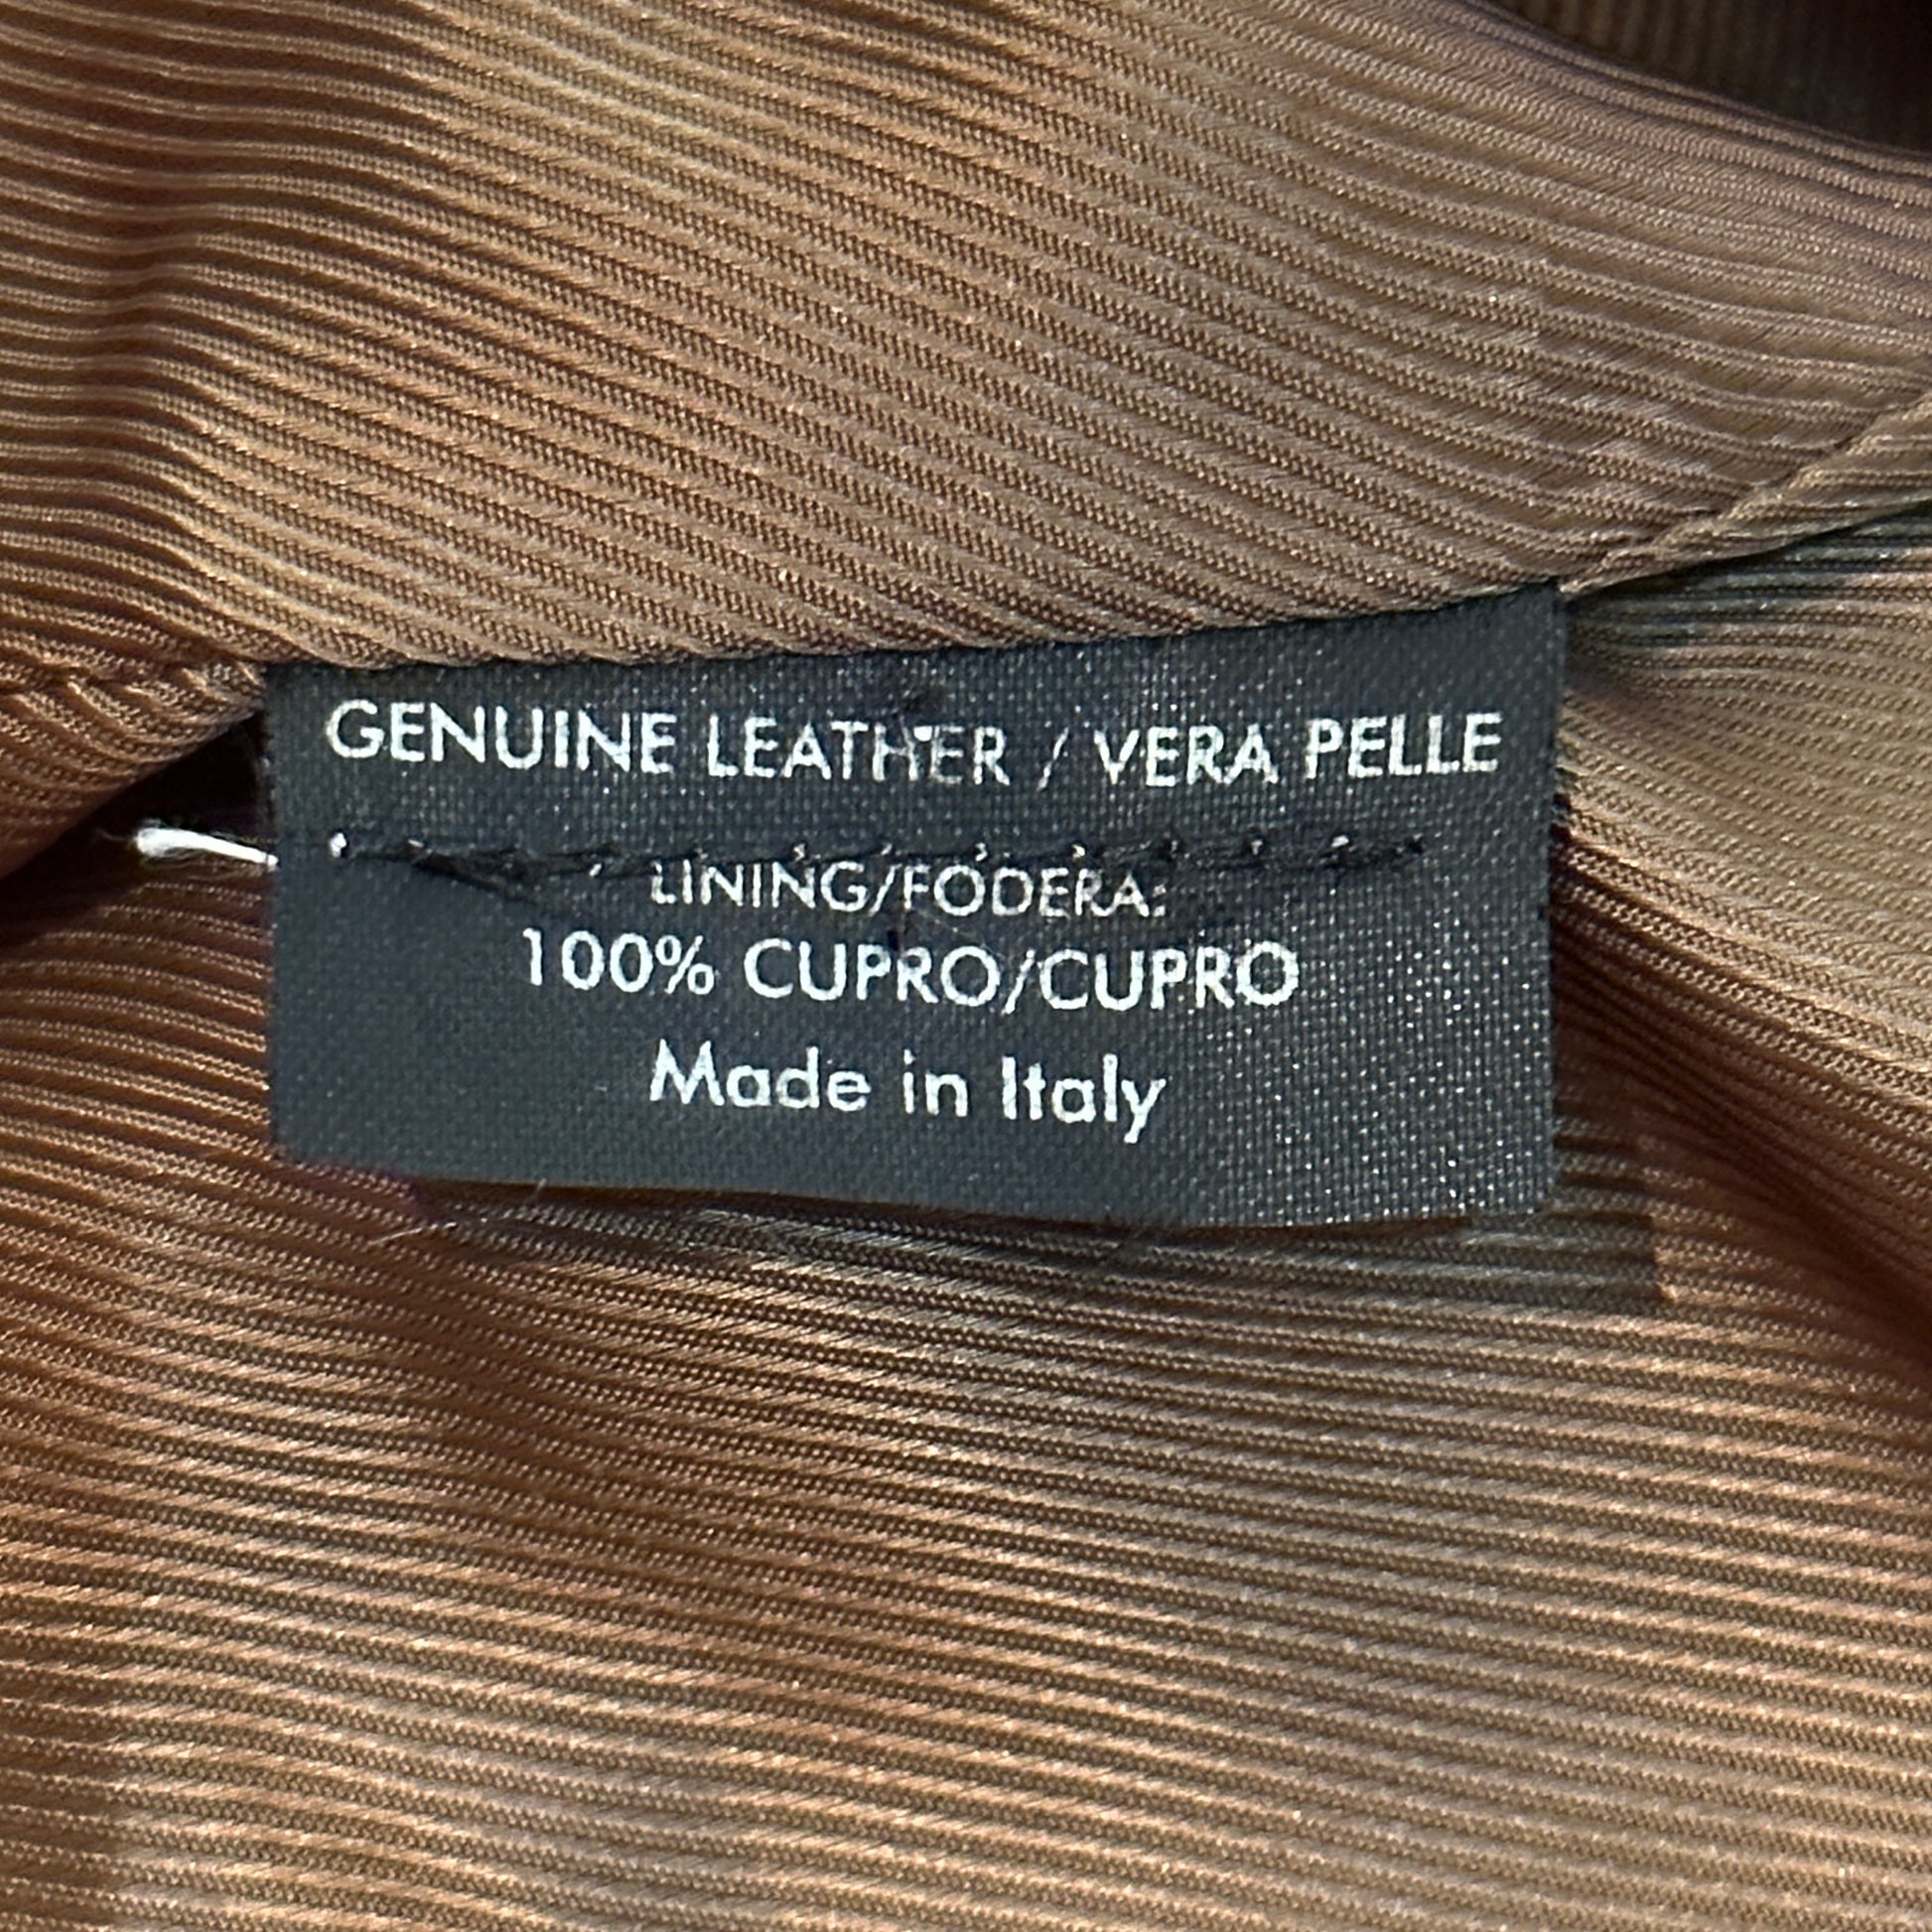 GENUINE LEATHER / VERA PELLE
LINING/FODERA:
100% CUPRO/CUPRO
Made in Italy